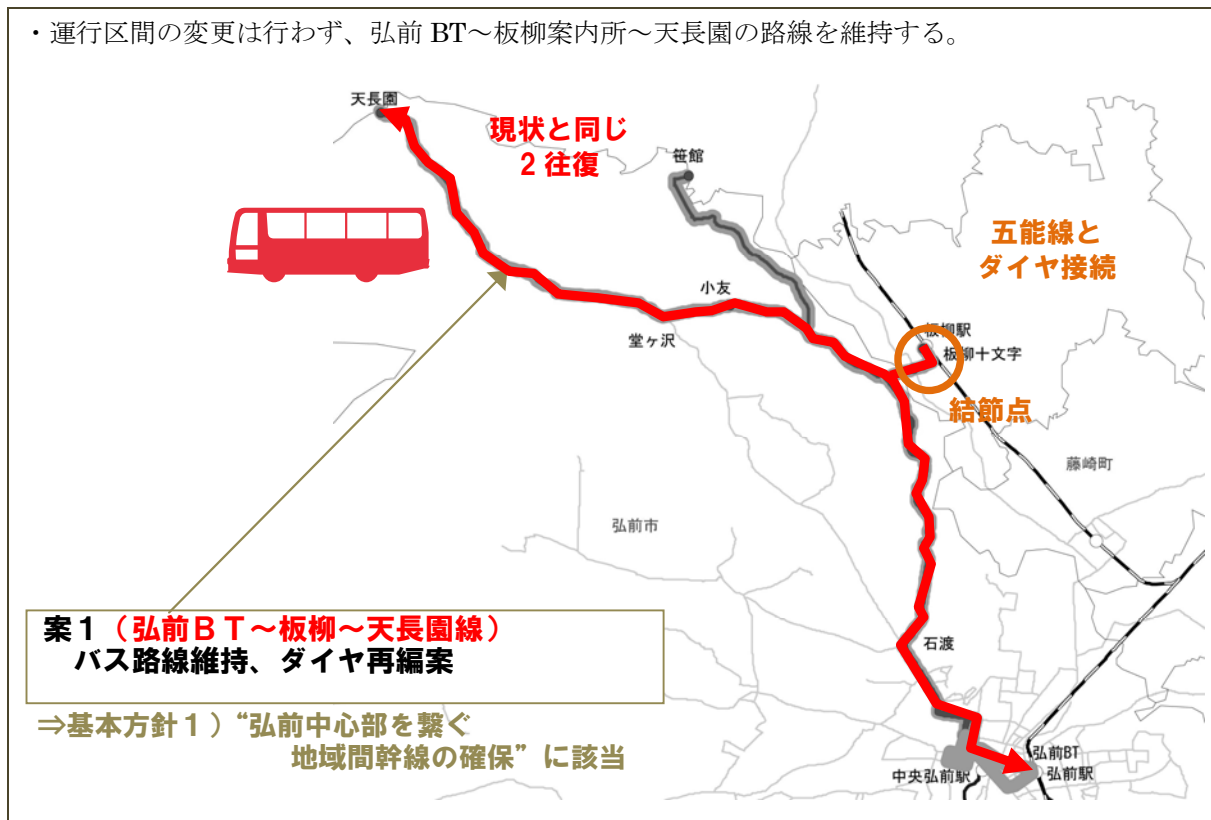 ・運行区間の変更は行わず、弘前 BT～板柳案内所～天長園の路線を維持する。
天長園
現状と同じ
2 往復
笹館
五能線と
ダイヤ接続
小友
堂ヶ沢
板柳駅
板柳十文字
結節点
藤崎町
弘前市
案１（弘前ＢＴ～板柳～天長園線）
バス路線維持、ダイヤ再編案
石渡
⇒基本方針１）“弘前中心部を繋ぐ
地域間幹線の確保”に該当
弘前BT
中央弘前駅
弘前駅